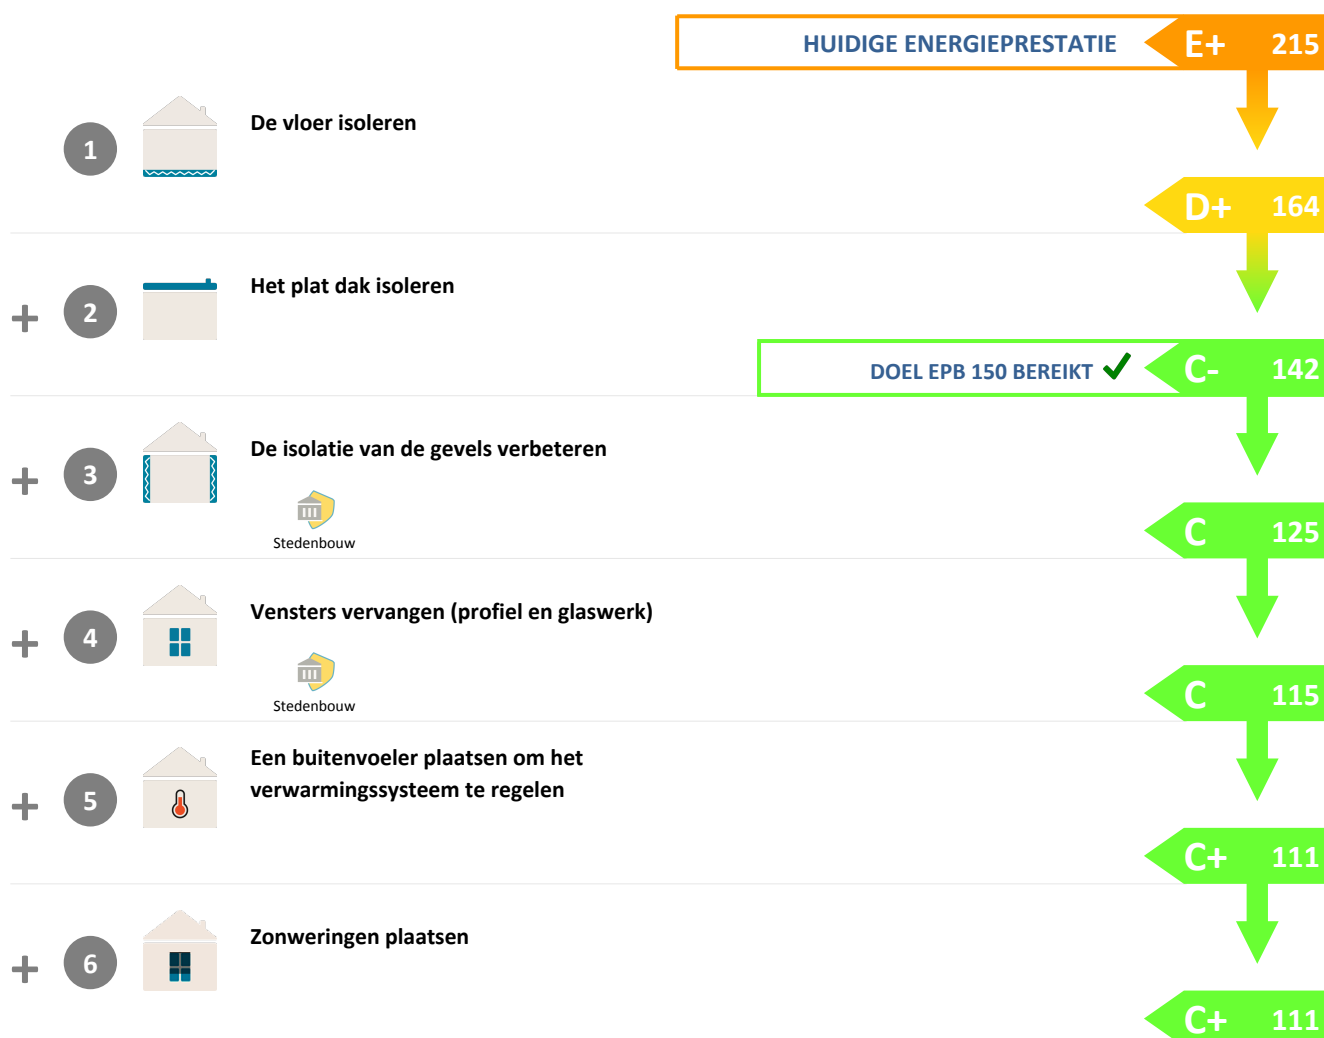 HUIDIGE ENERGIEPRESTATIE E+ 215
1 De vloer isoleren
D+ 164
+ 2 Het plat dak isoleren
DOEL EPB 150 BEREIKT ✔ C- 142
+ 3 De isolatie van de gevels verbeteren
Stedenbouw
C 125
+ 4 Vensters vervangen (profiel en glaswerk)
Stedenbouw
C 115
+ 5 Een buitenvoeler plaatsen om het
verwarmingssysteem te regelen
C+ 111
+ 6 Zonweringen plaatsen
C+ 111